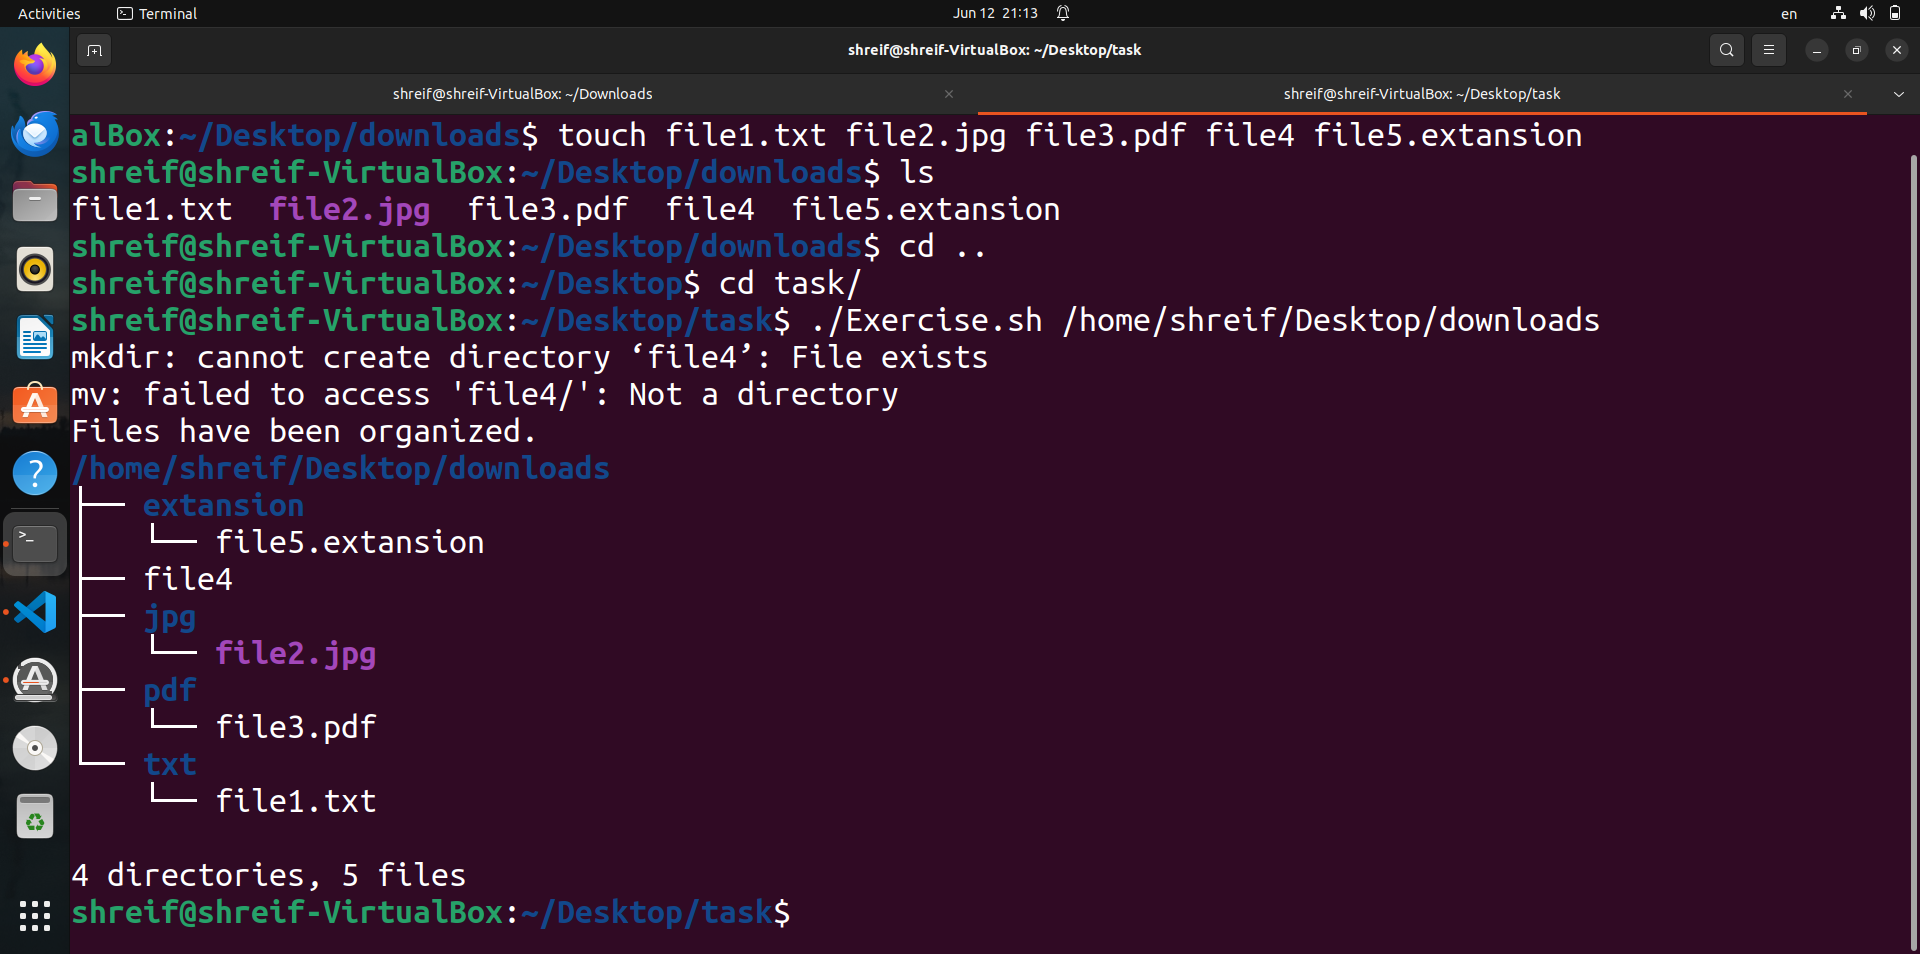 Activities Terminal Jun 12 21:13 en
shreif@shreif-VirtualBox: ~/Desktop/task
shreif@shreif-VirtualBox: ~/Downloads shreif@shreif-VirtualBox: ~/Desktop/task
alBox:~/Desktop/downloads$ touch file1.txt file2.jpg file3.pdf file4 file5.extansion
shreif@shreif-VirtualBox:~/Desktop/downloads$ ls
file1.txt  file2.jpg  file3.pdf  file4  file5.extansion
shreif@shreif-VirtualBox:~/Desktop/downloads$ cd ..
shreif@shreif-VirtualBox:~/Desktop$ cd task/
shreif@shreif-VirtualBox:~/Desktop/task$ ./Exercise.sh /home/shreif/Desktop/downloads
mkdir: cannot create directory ‘file4’: File exists
mv: failed to access 'file4/': Not a directory
Files have been organized.
/home/shreif/Desktop/downloads
├── extansion
│   └── file5.extansion
├── file4
├── jpg
│   └── file2.jpg
├── pdf
│   └── file3.pdf
└── txt
    └── file1.txt
4 directories, 5 files
shreif@shreif-VirtualBox:~/Desktop/task$